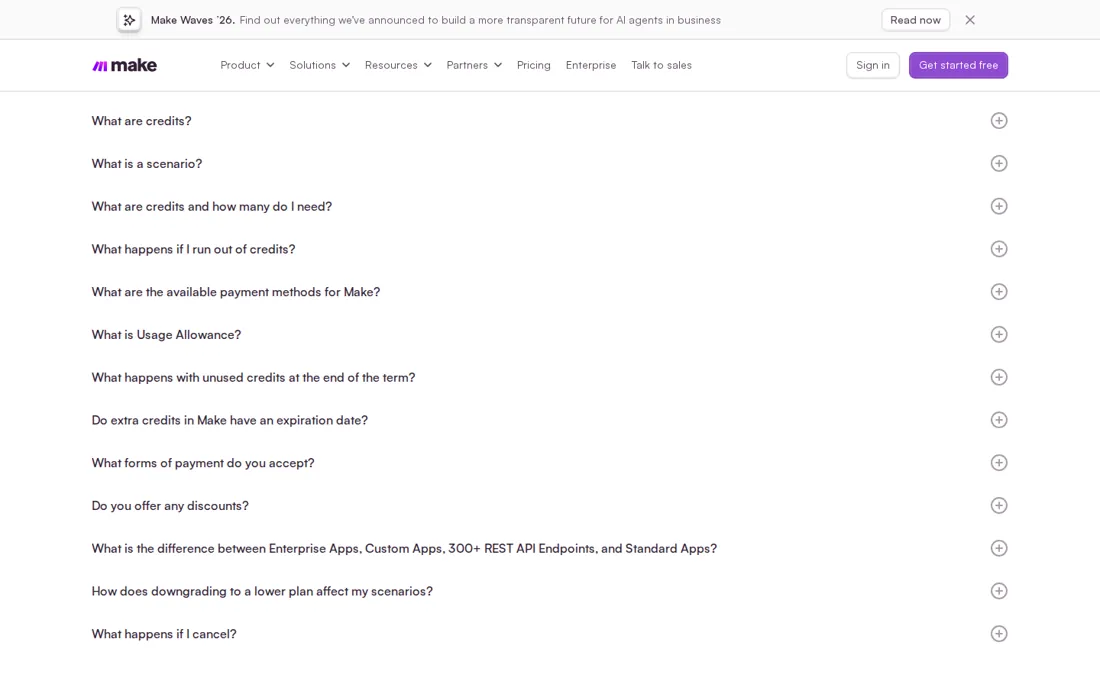 Make Waves '26. Find out everything we've announced to build a more transparent future for AI agents in business
Read now
make
Product
Solutions
Resources
Partners
Pricing
Enterprise
Talk to sales
Sign in
Get started free
What are credits?
What is a scenario?
What are credits and how many do I need?
What happens if I run out of credits?
What are the available payment methods for Make?
What is Usage Allowance?
What happens with unused credits at the end of the term?
Do extra credits in Make have an expiration date?
What forms of payment do you accept?
Do you offer any discounts?
What is the difference between Enterprise Apps, Custom Apps, 300+ REST API Endpoints, and Standard Apps?
How does downgrading to a lower plan affect my scenarios?
What happens if I cancel?